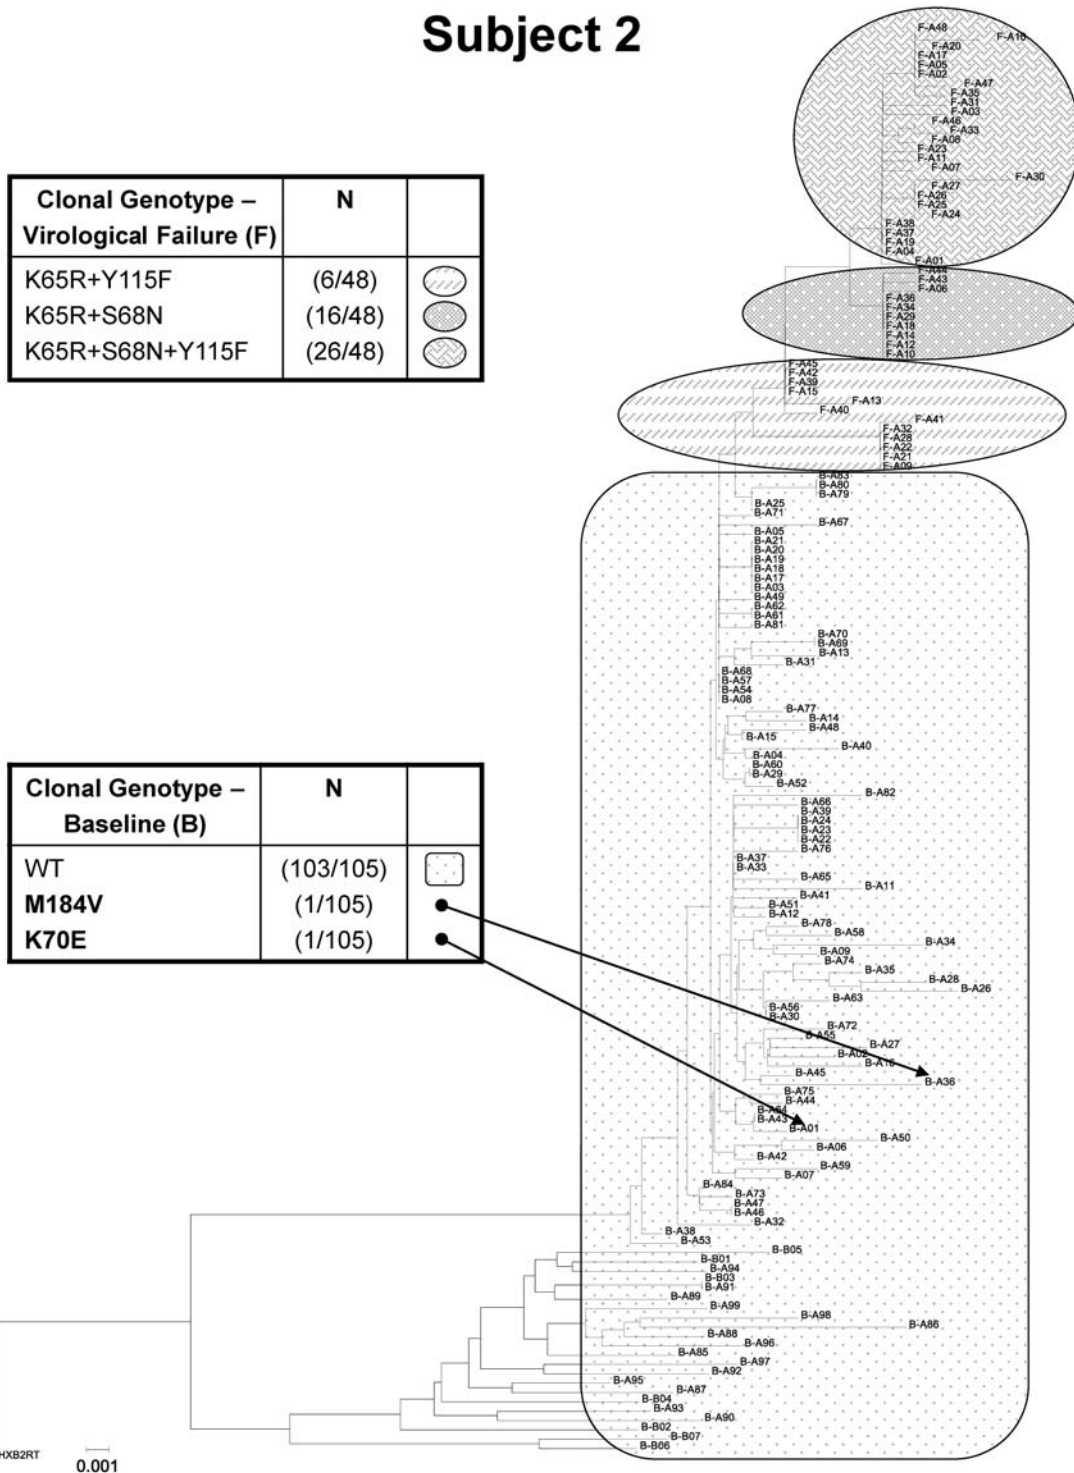 Subject 2
Clonal Genotype – N
Virological Failure (F)
K65R+Y115F (6/48)
K65R+S68N (16/48)
K65R+S68N+Y115F (26/48)
Clonal Genotype – N
Baseline (B)
WT (103/105)
M184V (1/105)
K70E (1/105)
F-A48
F-A16
F-A20
F-A17
F-A05
F-A02
F-A47
F-A35
F-A31
F-A03
F-A46
F-A33
F-A08
F-A23
F-A11
F-A07
F-A30
F-A27
F-A26
F-A25
F-A24
F-A38
F-A37
F-A19
F-A04
F-A01
F-A44
F-A43
F-A06
F-A36
F-A34
F-A29
F-A18
F-A14
F-A12
F-A10
F-A45
F-A42
F-A39
F-A15
F-A13
F-A40
F-A41
F-A32
F-A28
F-A22
F-A21
F-A09
B-A83
B-A80
B-A79
B-A25
B-A71
B-A67
B-A05
B-A21
B-A20
B-A19
B-A18
B-A17
B-A03
B-A49
B-A62
B-A61
B-A81
B-A70
B-A69
B-A13
B-A31
B-A68
B-A57
B-A54
B-A08
B-A77
B-A14
B-A48
B-A15
B-A40
B-A04
B-A60
B-A29
B-A52
B-A82
B-A66
B-A39
B-A24
B-A23
B-A22
B-A76
B-A37
B-A33
B-A65
B-A11
B-A41
B-A51
B-A12
B-A78
B-A58
B-A34
B-A09
B-A74
B-A35
B-A28
B-A26
B-A63
B-A56
B-A30
B-A72
B-A55
B-A27
B-A02
B-A16
B-A45
B-A36
B-A75
B-A44
B-A64
B-A43
B-A01
B-A50
B-A06
B-A42
B-A59
B-A07
B-A84
B-A73
B-A47
B-A46
B-A32
B-A38
B-A53
B-B05
B-B01
B-A94
B-B03
B-A91
B-A89
B-A99
B-A98
B-A86
B-A88
B-A96
B-A85
B-A97
B-A92
B-A95
B-A87
B-B04
B-A93
B-A90
B-B02
B-B07
B-B06
HXB2RT
0.001